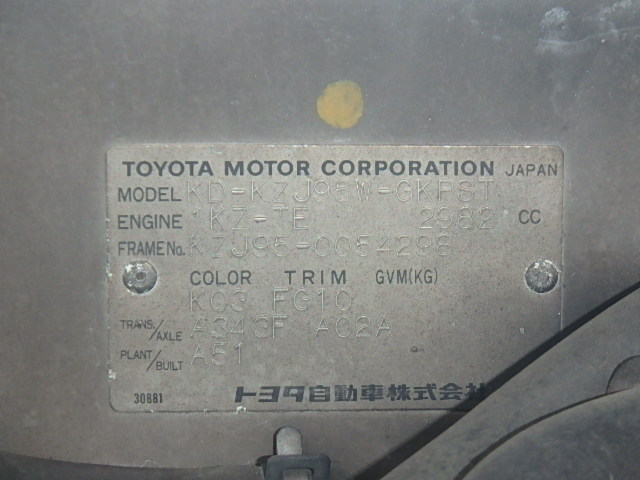 TOYOTA MOTOR CORPORATION JAPAN
MODEL KD-KZJ95W-GKPST
ENGINE 1KZ-TE 2982 CC
FRAME No. KZJ95-0054298
COLOR TRIM GVM(KG)
K03 FG10
TRANS./AXLE A343F A02A
PLANT/BUILT A51
30881 トヨタ自動車株式会社